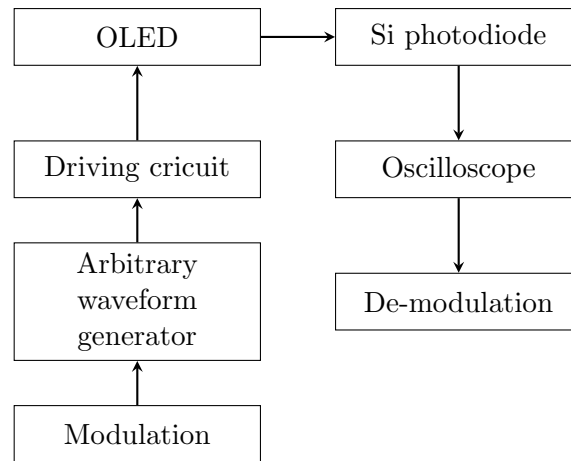 OLED
Si photodiode
Driving cricuit
Oscilloscope
Arbitrary
waveform
generator
De-modulation
Modulation